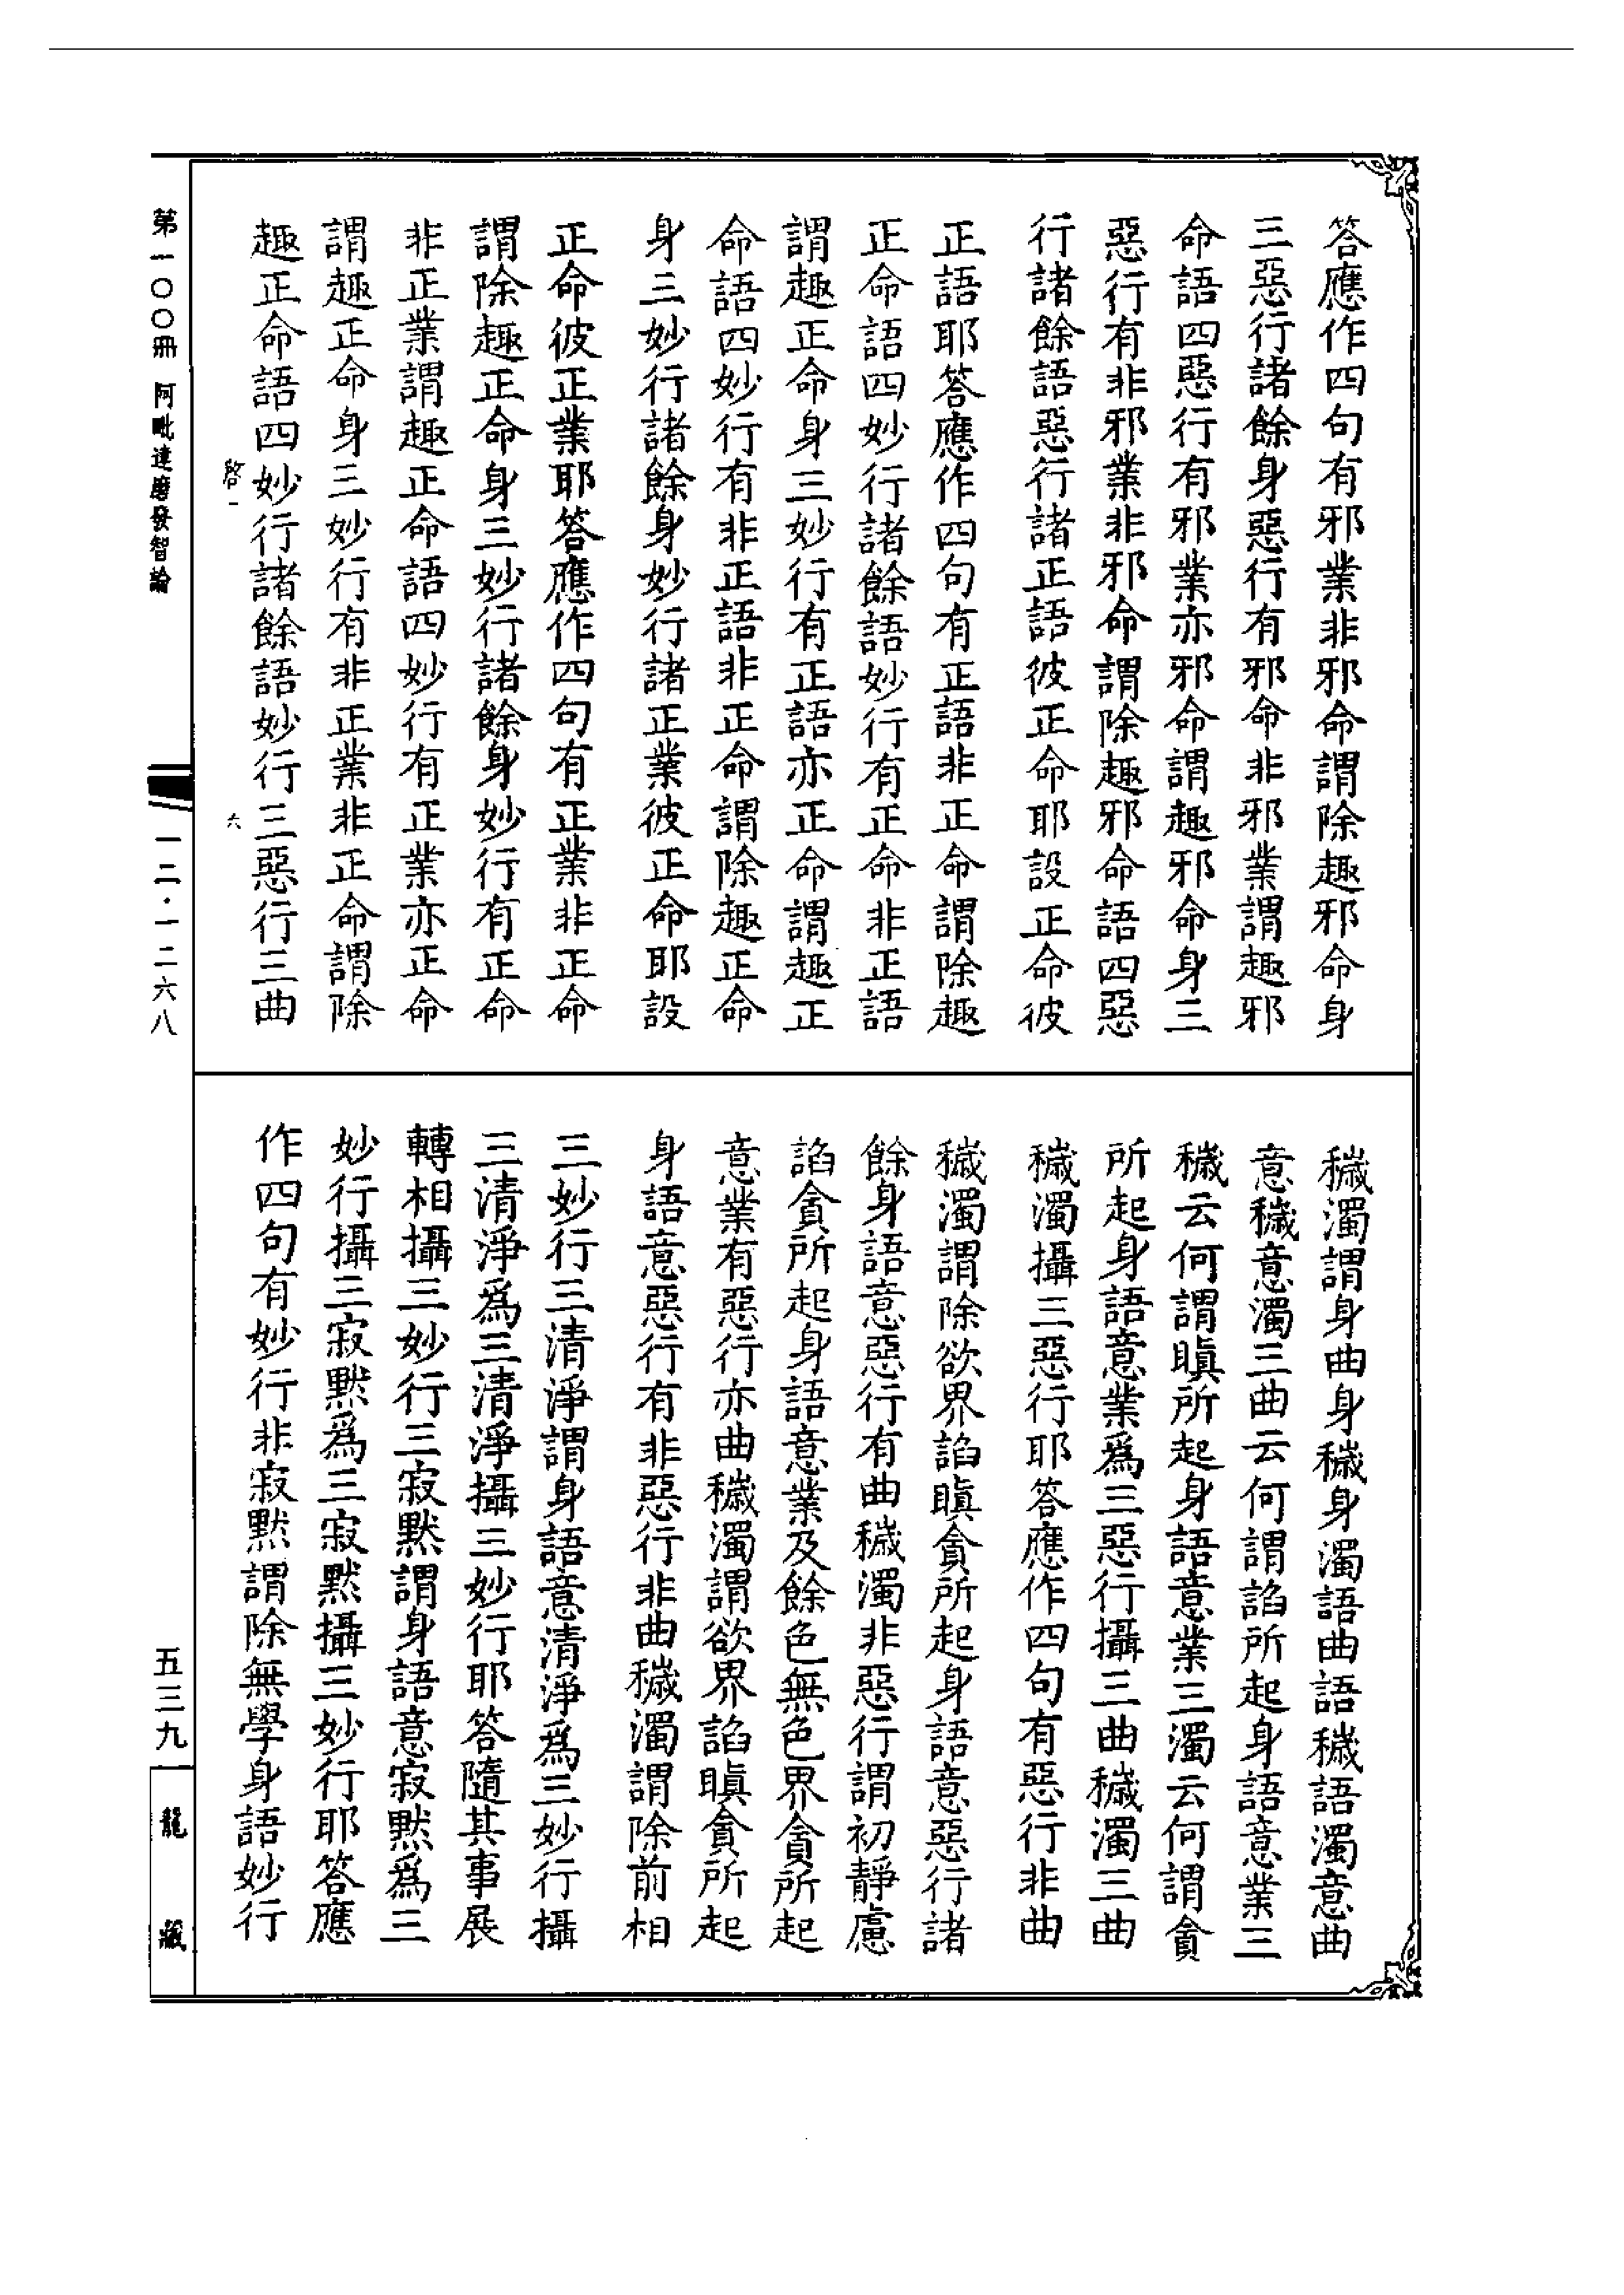 答應作四句有邪業非邪命謂除趣邪命身
三惡行諸餘身惡行有邪命非邪業謂趣邪
命語四惡行有邪業亦邪命謂趣邪命身三
惡行有非邪業非邪命謂除趣邪命語四惡
行諸餘語惡行諸正語彼正命耶設正命彼
正語耶答應作四句有正語非正命謂除趣
正命語四妙行諸餘語妙行有正命非正語
謂趣正命身三妙行有正語亦正命謂趣正
命語四妙行有非正語非正命謂除趣正命
身三妙行諸餘身妙行諸正業彼正命耶設
正命彼正業耶答應作四句有正業非正命
謂除趣正命身三妙行諸餘身妙行有正命
非正業謂趣正命語四妙行有正業亦正命
謂趣正命身三妙行有非正業非正命謂除
趣正命語四妙行諸餘語妙行三惡行三曲
啓一
六
穢濁謂身曲身穢身濁語曲語穢語濁意曲
意穢意濁三曲云何謂諂所起身語意業三
穢云何謂瞋所起身語意業三濁云何謂貪
所起身語意業爲三惡行攝三曲穢濁三曲
穢濁攝三惡行耶答應作四句有惡行非曲
穢濁謂除欲界諂瞋貪所起身語意惡行諸
餘身語意惡行有曲穢濁非惡行謂初靜慮
諂貪所起身語意業及餘色無色界貪所起
意業有惡行亦曲穢濁謂欲界諂瞋貪所起
身語意惡行有非惡行非曲穢濁謂除前相
三妙行三清淨謂身語意清淨爲三妙行攝
三清淨爲三清淨攝三妙行耶答隨其事展
轉相攝三妙行三寂默謂身語意寂默爲三
妙行攝三寂默爲三寂默攝三妙行耶答應
作四句有妙行非寂默謂除無學身語妙行
第一〇〇冊 阿毗達磨發智論
一二·一二六八
五三九
龍藏